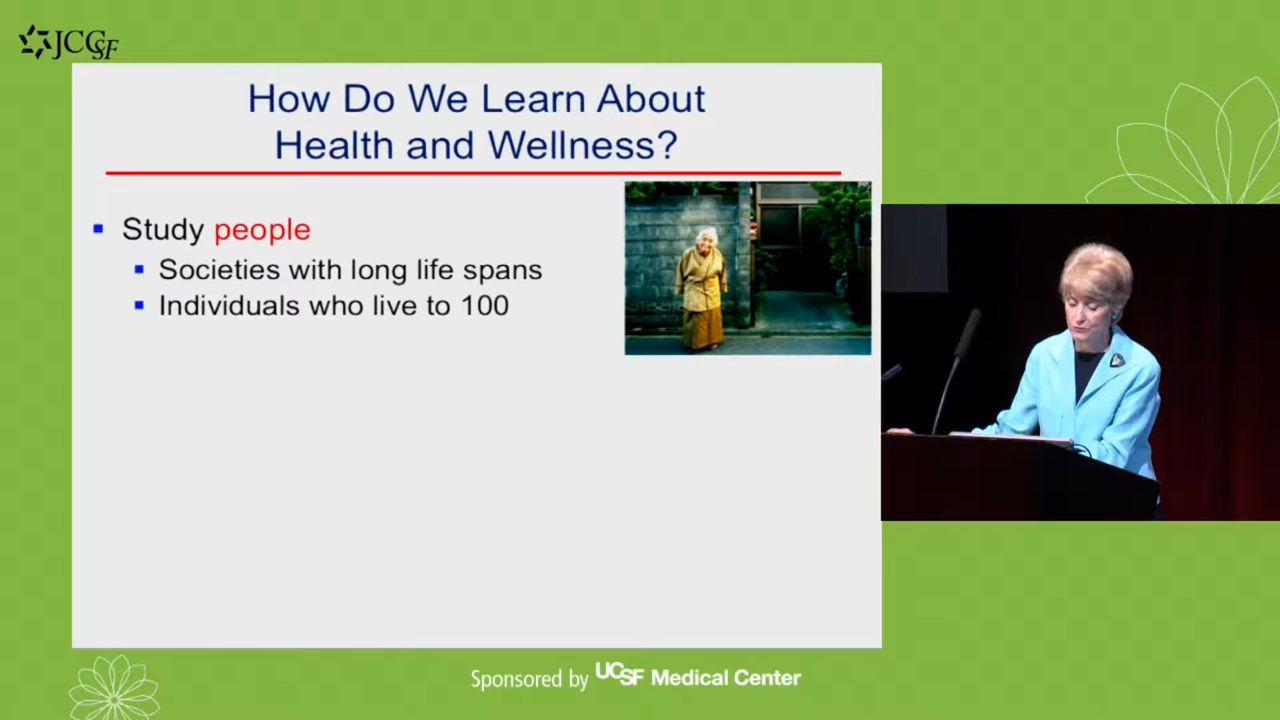 JCCSF
How Do We Learn About
Health and Wellness?
Study people
Societies with long life spans
Individuals who live to 100
Sponsored by UCSF Medical Center